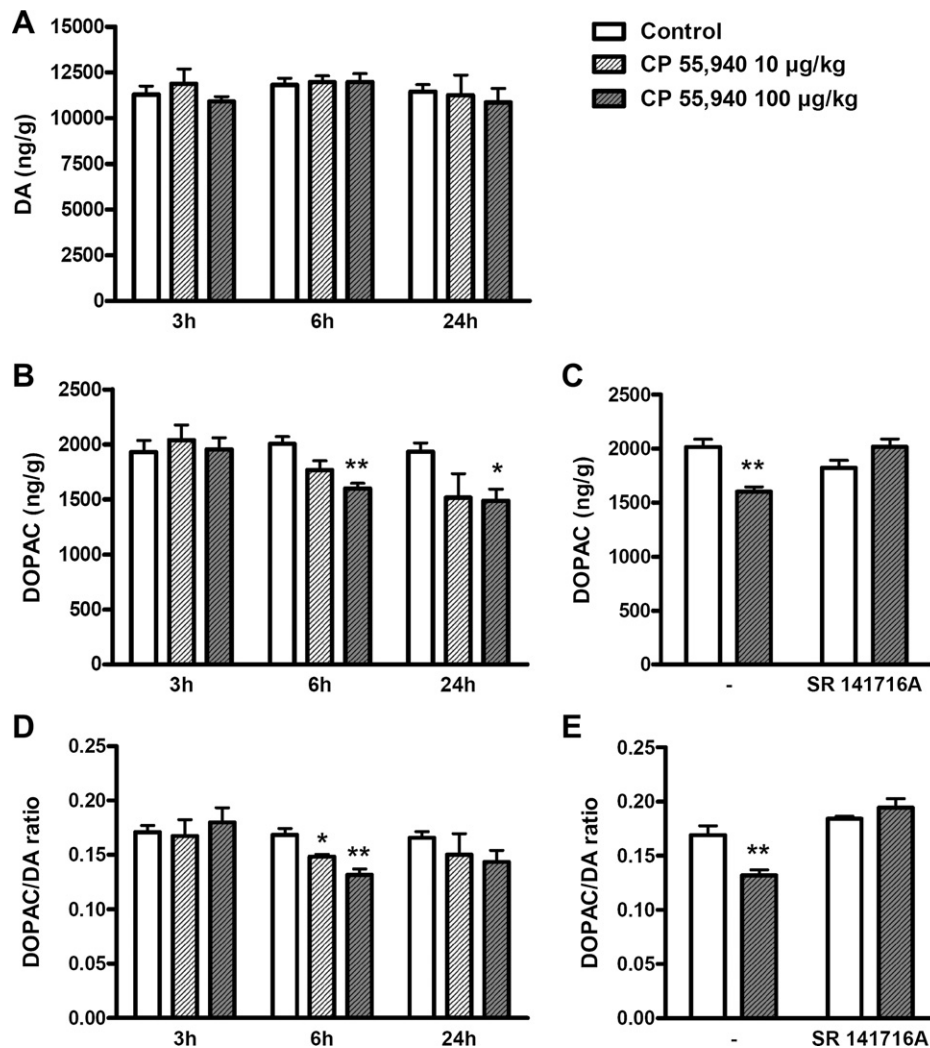 A
15000
12500
10000
7500
5000
2500
0
DA (ng/g)
3h 6h 24h
Control
CP 55,940 10 µg/kg
CP 55,940 100 µg/kg
B
2500
2000
1500
1000
500
0
DOPAC (ng/g)
** *
3h 6h 24h
C
2500
2000
1500
1000
500
0
DOPAC (ng/g)
**
- SR 141716A
D
0.25
0.20
0.15
0.10
0.05
0.00
DOPAC/DA ratio
* **
3h 6h 24h
E
0.25
0.20
0.15
0.10
0.05
0.00
DOPAC/DA ratio
**
- SR 141716A